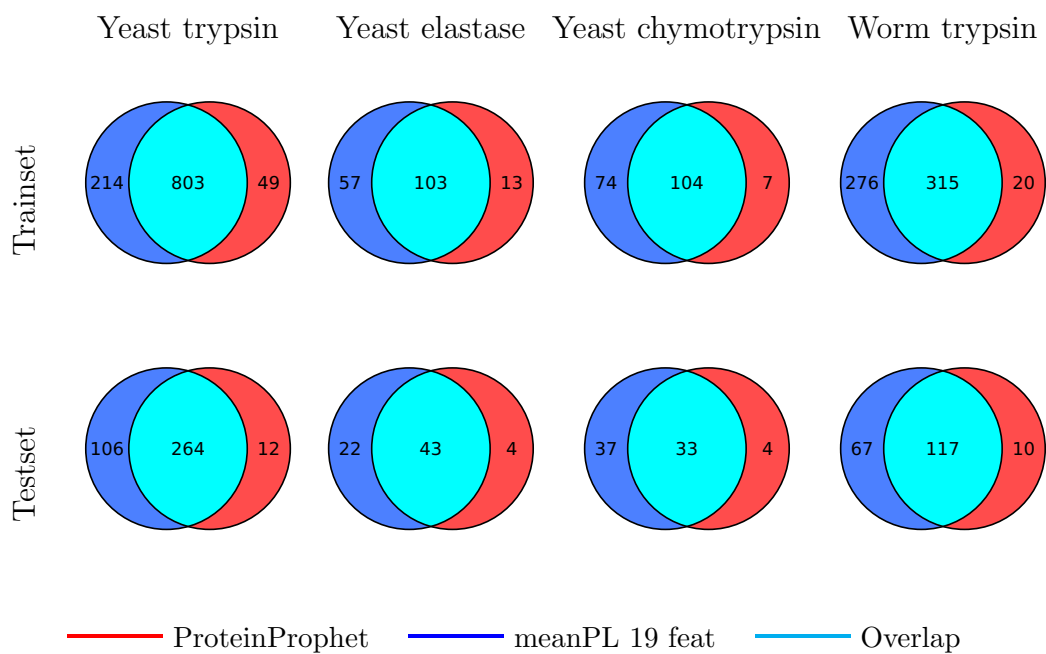 Yeast trypsin Yeast elastase Yeast chymotrypsin Worm trypsin
Trainset
214 803 49 57 103 13 74 104 7 276 315 20
Testset
106 264 12 22 43 4 37 33 4 67 117 10
ProteinProphet meanPL 19 feat Overlap